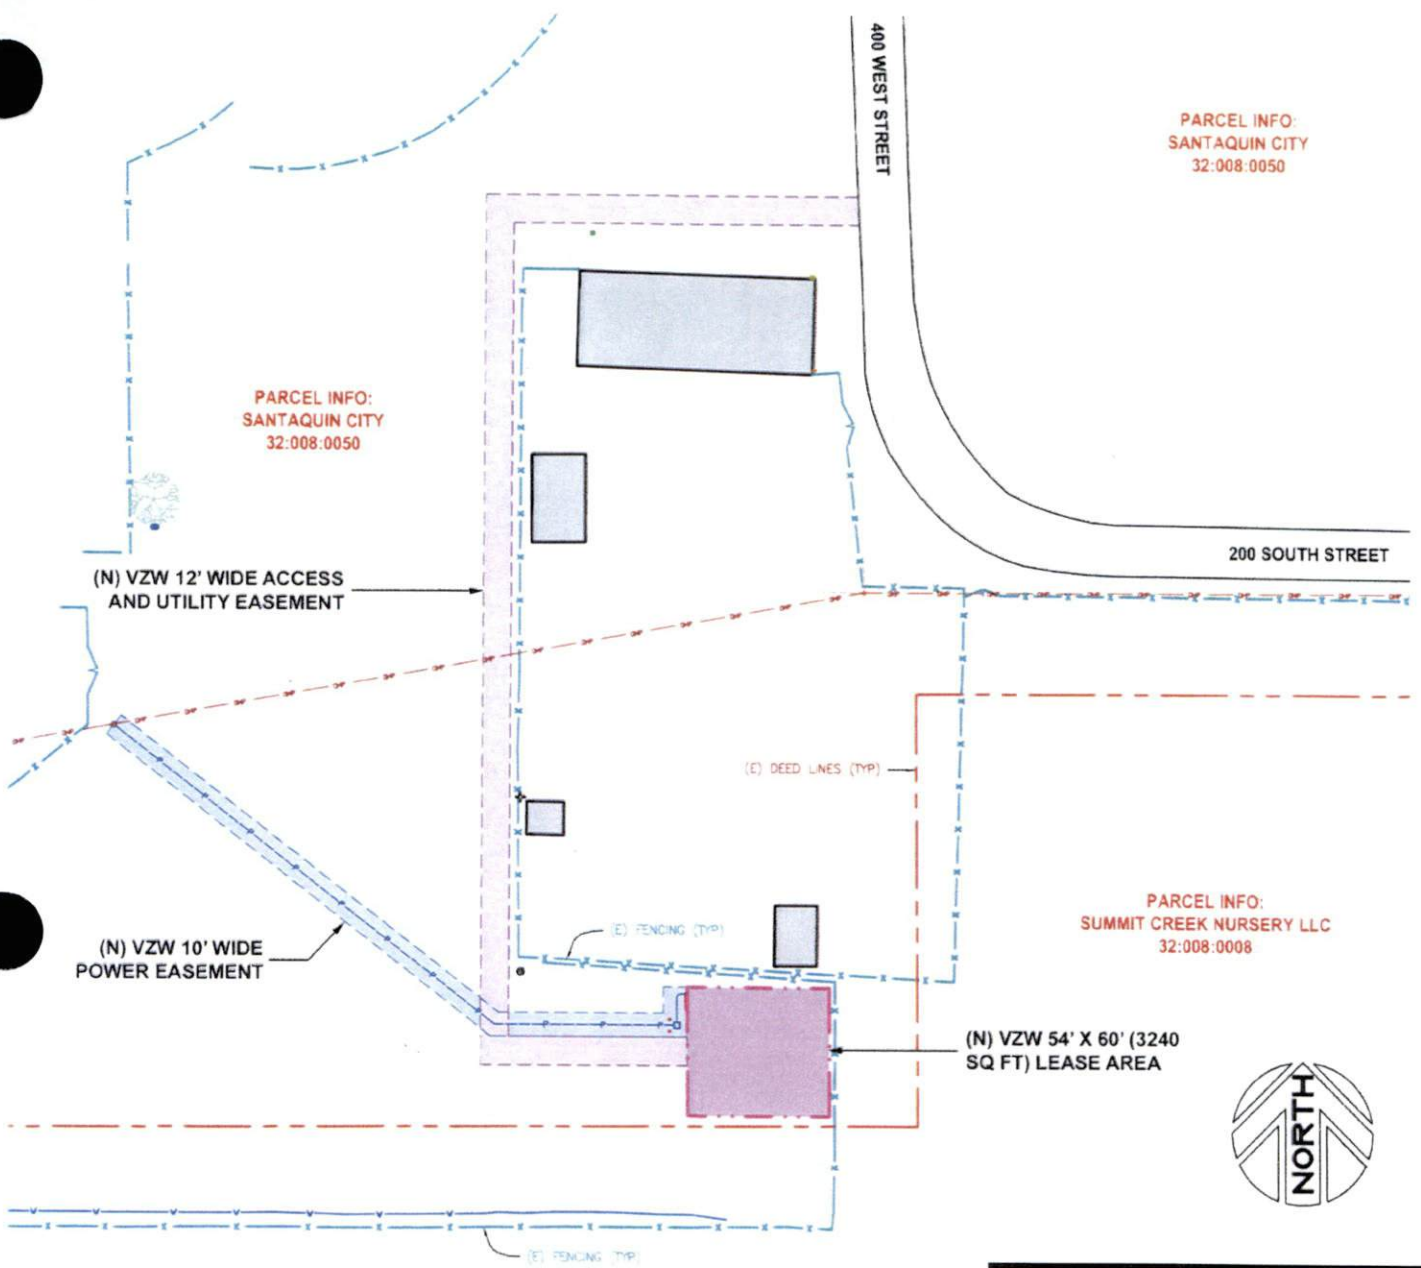 400 WEST STREET
PARCEL INFO:
SANTAQUIN CITY
32:008:0050
PARCEL INFO:
SANTAQUIN CITY
32:008:0050
200 SOUTH STREET
(N) VZW 12' WIDE ACCESS
AND UTILITY EASEMENT
(E) DEED LINES (TYP)
PARCEL INFO:
SUMMIT CREEK NURSERY LLC
32:008:0008
(E) FENCING (TYP)
(N) VZW 10' WIDE
POWER EASEMENT
(N) VZW 54' X 60' (3240
SQ FT) LEASE AREA
NORTH
(E) FENCING (TYP)